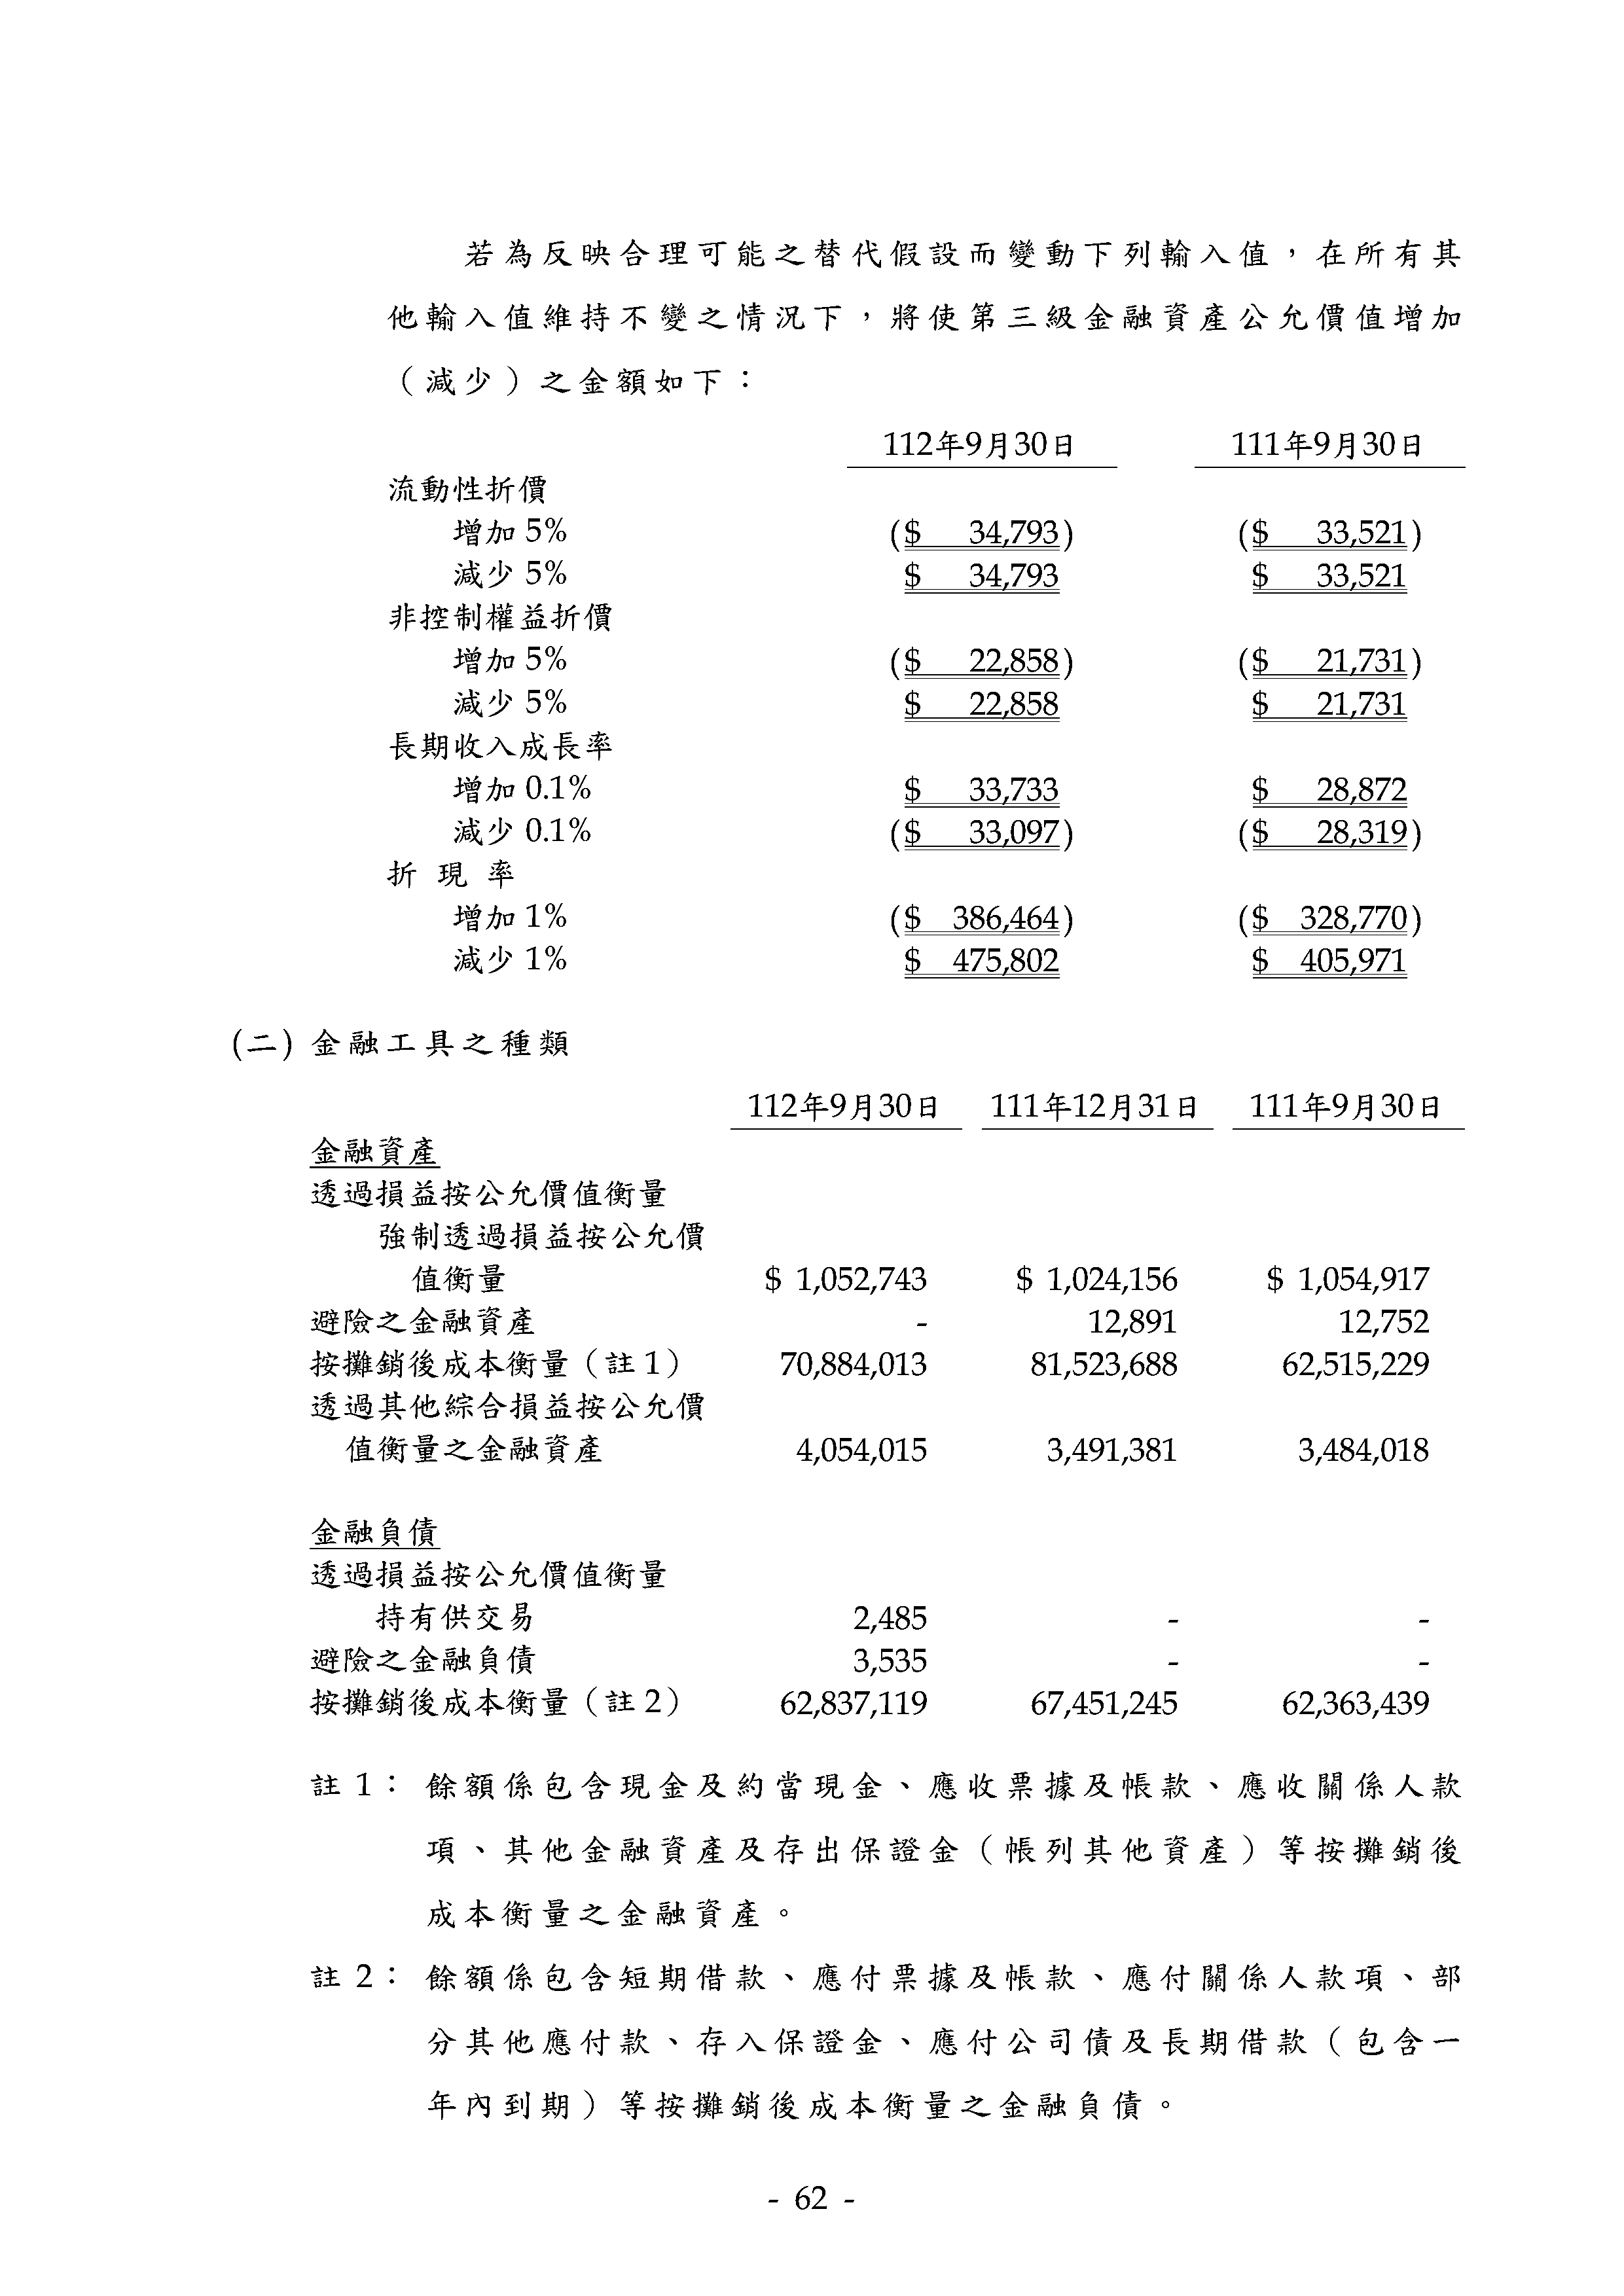 若為反映合理可能之替代假設而變動下列輸入值，在所有其
他輸入值維持不變之情況下，將使第三級金融資產公允價值增加
（減少）之金額如下：
112年9月30日 111年9月30日
流動性折價
增加 5% ($ 34,793) ($ 33,521)
減少 5% $ 34,793 $ 33,521
非控制權益折價
增加 5% ($ 22,858) ($ 21,731)
減少 5% $ 22,858 $ 21,731
長期收入成長率
增加 0.1% $ 33,733 $ 28,872
減少 0.1% ($ 33,097) ($ 28,319)
折 現 率
增加 1% ($ 386,464) ($ 328,770)
減少 1% $ 475,802 $ 405,971
(二) 金融工具之種類
112年9月30日 111年12月31日 111年9月30日
金融資產
透過損益按公允價值衡量
強制透過損益按公允價
值衡量 $ 1,052,743 $ 1,024,156 $ 1,054,917
避險之金融資產 - 12,891 12,752
按攤銷後成本衡量（註 1） 70,884,013 81,523,688 62,515,229
透過其他綜合損益按公允價
值衡量之金融資產 4,054,015 3,491,381 3,484,018
金融負債
透過損益按公允價值衡量
持有供交易 2,485 - -
避險之金融負債 3,535 - -
按攤銷後成本衡量（註 2） 62,837,119 67,451,245 62,363,439
註 1： 餘額係包含現金及約當現金、應收票據及帳款、應收關係人款
項、其他金融資產及存出保證金（帳列其他資產）等按攤銷後
成本衡量之金融資產。
註 2： 餘額係包含短期借款、應付票據及帳款、應付關係人款項、部
分其他應付款、存入保證金、應付公司債及長期借款（包含一
年內到期）等按攤銷後成本衡量之金融負債。
- 62 -